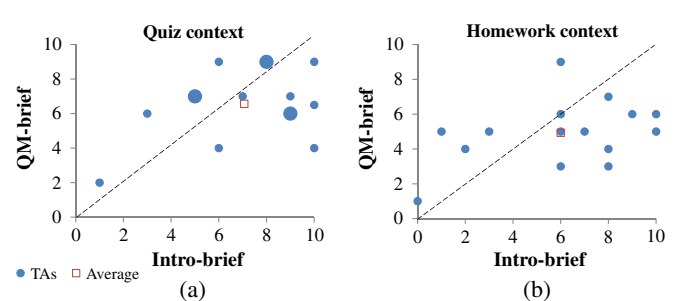 Quiz context
10
8
6
4
2
0
QM-brief
0 2 4 6 8 10
Intro-brief
TAs Average
(a)
Homework context
10
8
6
4
2
0
QM-brief
0 2 4 6 8 10
Intro-brief
(b)